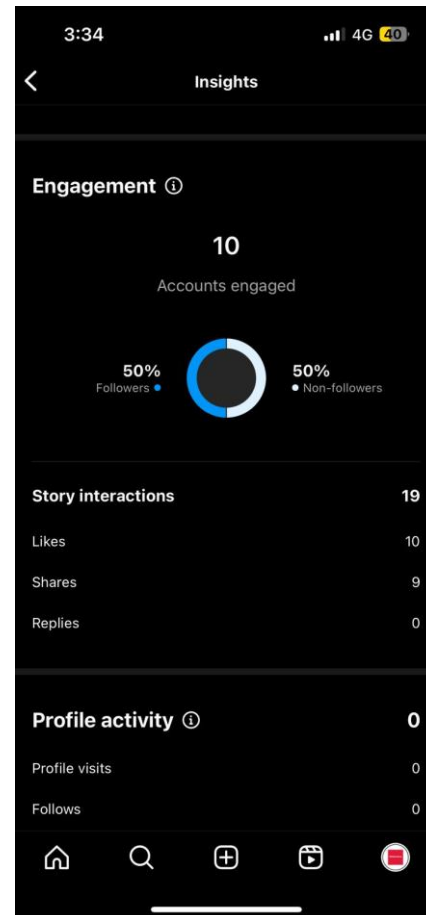 3:34 4G 40
Insights
Engagement
10
Accounts engaged
50% 50%
Followers Non-followers
Story interactions 19
Likes 10
Shares 9
Replies 0
Profile activity 0
Profile visits 0
Follows 0